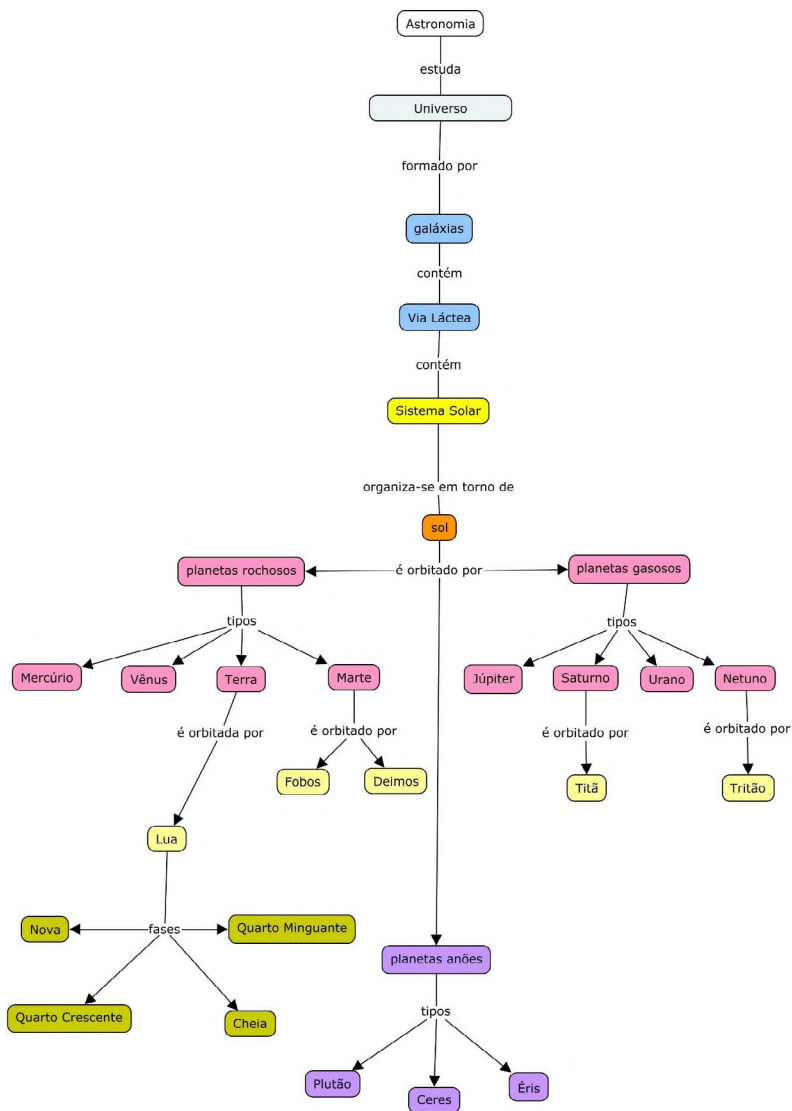 Astronomia
estuda
Universo
formado por
galáxias
contém
Via Láctea
contém
Sistema Solar
organiza-se em torno de
sol
planetas rochosos
é orbitado por
planetas gasosos
tipos
tipos
Mercúrio
Vênus
Terra
Marte
Júpiter
Saturno
Urano
Netuno
é orbitada por
é orbitado por
é orbitado por
é orbitado por
Fobos
Deimos
Titã
Tritão
Lua
Nova
fases
Quarto Minguante
Quarto Crescente
Cheia
planetas anões
tipos
Plutão
Ceres
Éris